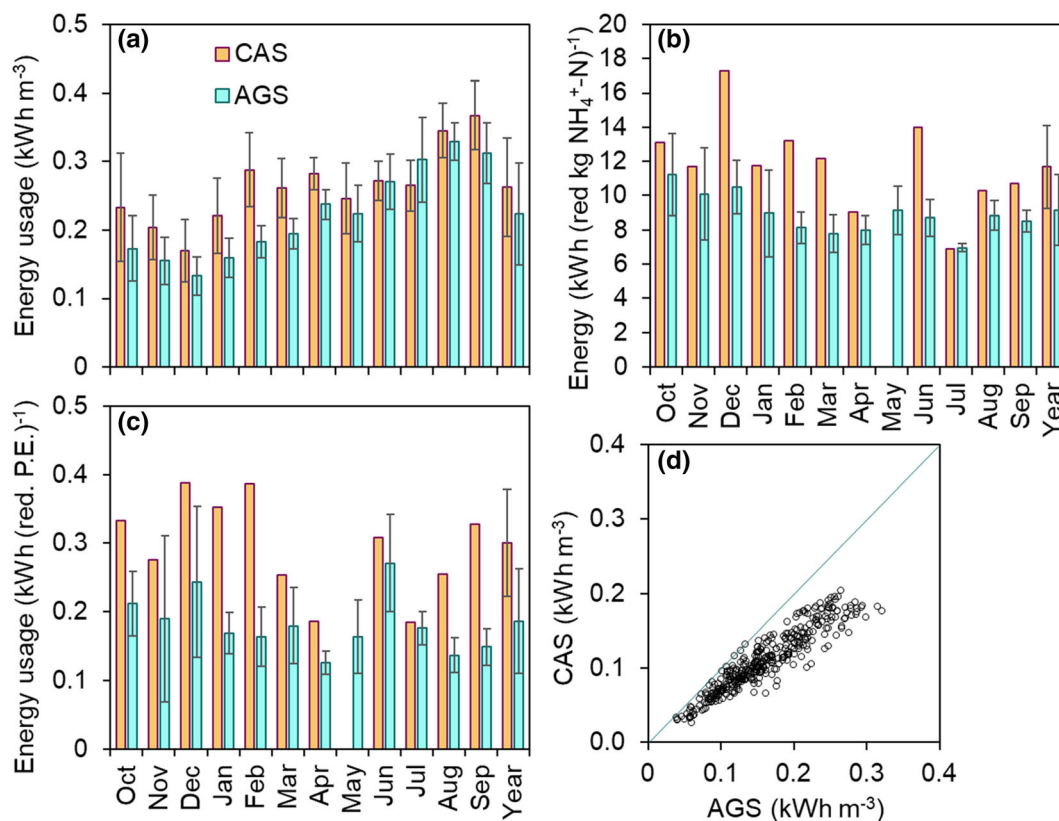 (a)
CAS
AGS
Energy usage (kWh m⁻³)
0.5
0.4
0.3
0.2
0.1
0
(b)
Energy (kWh (red kg NH₄⁺-N)⁻¹)
20
18
16
14
12
10
8
6
4
2
0
Oct Nov Dec Jan Feb Mar Apr May Jun Jul Aug Sep Year
(c)
Energy usage (kWh (red. P.E.)⁻¹
0.5
0.4
0.3
0.2
0.1
0
Oct Nov Dec Jan Feb Mar Apr May Jun Jul Aug Sep Year
(d)
CAS (kWh m⁻³)
0.4
0.3
0.2
0.1
0.0
0 0.1 0.2 0.3 0.4
AGS (kWh m⁻³)